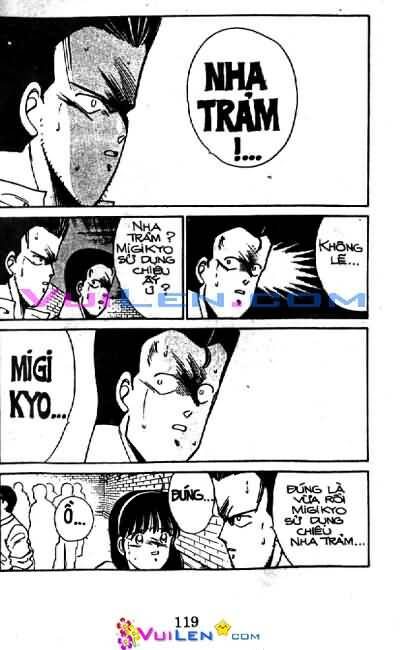 NHA
TRẢM
!...
KHÔNG
LẼ...
NHA
TRẢM ?
MIGIKYO
SỬ DỤNG
CHIÊU
ẤY
Ư ?
VUILEN.COM
MIGI
KYO...
ĐÚNG LÀ
VỪA RỒI
MIGIKYO
SỬ DỤNG
CHIÊU
NHA TRẢM...
ĐÚNG...
Ồ...
119
VUILEN.COM